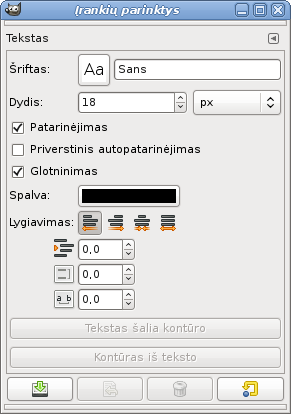 Įrankių parinktys
Tekstas
Šriftas: Aa Sans
Dydis: 18 px
Patarinėjimas
Priverstinis autopatarinėjimas
Glotninimas
Spalva:
Lygiavimas:
0,0
0,0
a_b 0,0
Tekstas šalia kontūro
Kontūras iš teksto